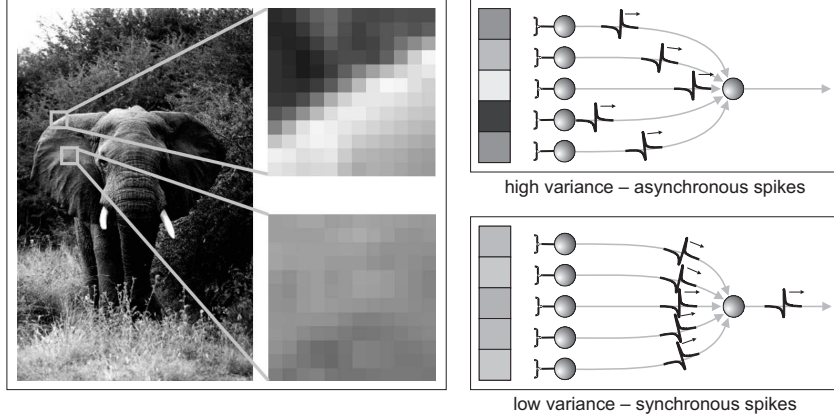 high variance – asynchronous spikes
low variance – synchronous spikes